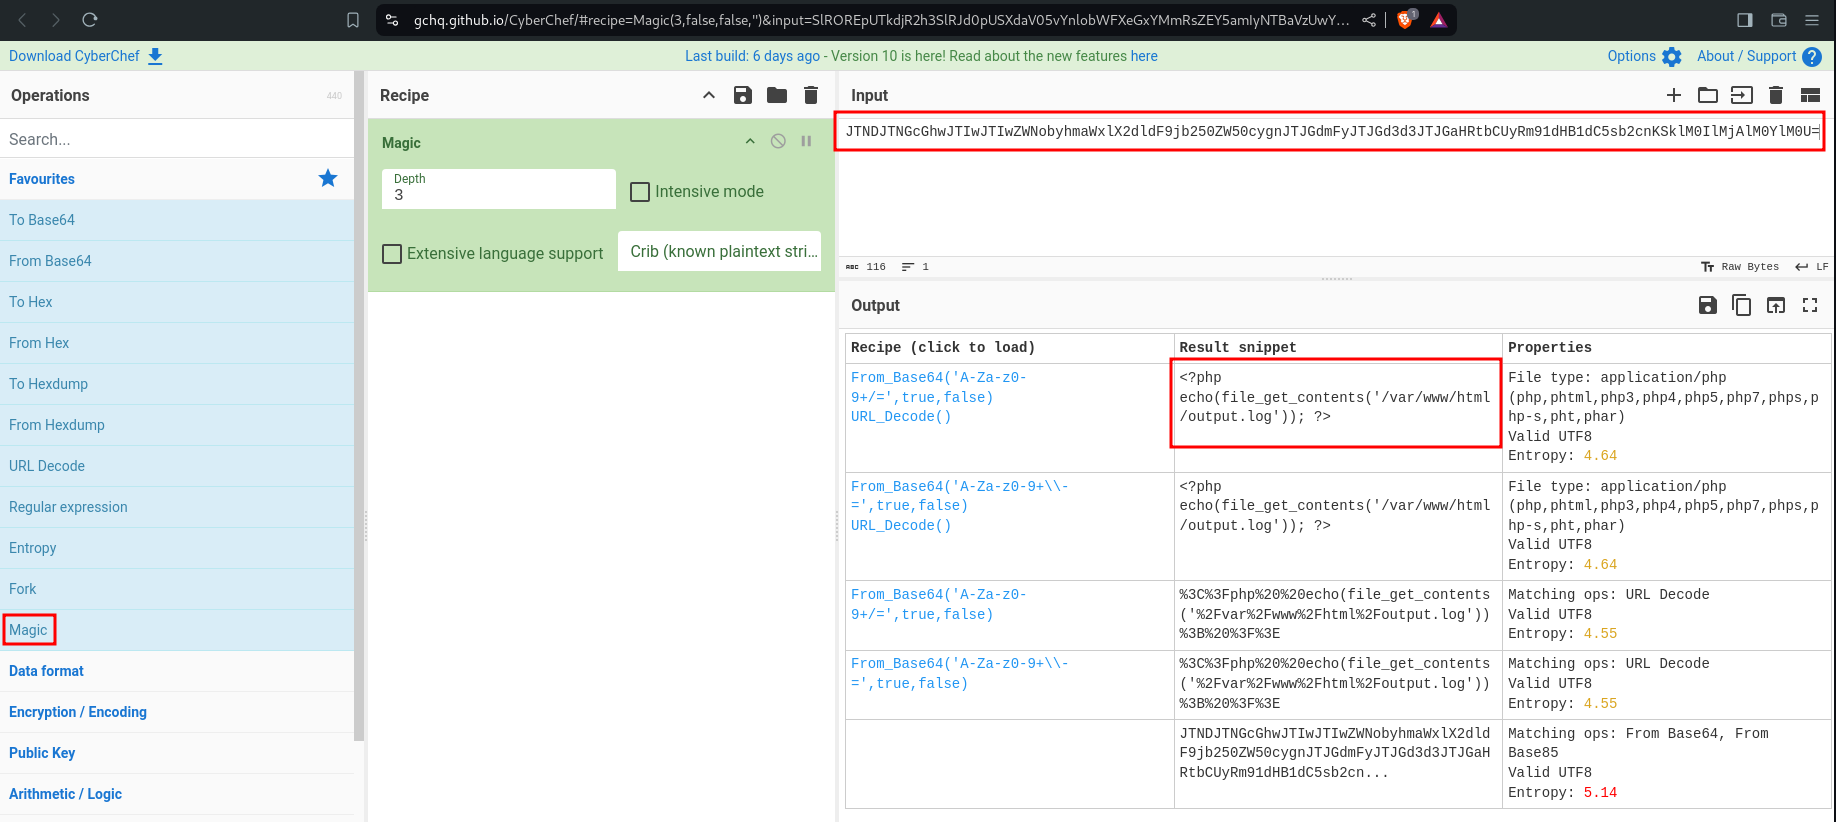 gchq.github.io/CyberChef/#recipe=Magic(3,false,false,'')&input=SlROREpUTkdjR2h3SlRJd0pUSXdaV05vYnlobWFXeGxYMmRsZEY5amIyNTBaVzUwY...
1
Download CyberChef
Last build: 6 days ago - Version 10 is here! Read about the new features here
Options
About / Support
Operations
440
Recipe
Input
Search...
Magic
JTNDJTNGcGhwJTIwJTIwZWNobyhmaWxlX2dldF9jb250ZW50cygnJTJGdmFyJTJGd3d3JTJGaHRtbCUyRm91dHB1dC5sb2cnKSklM0IlMjAlM0YlM0U=
Favourites
Depth
3
Intensive mode
To Base64
From Base64
Extensive language support
Crib (known plaintext stri...
ABC 116
1
Raw Bytes
LF
To Hex
From Hex
To Hexdump
From Hexdump
URL Decode
Regular expression
Entropy
Fork
Magic
Data format
Encryption / Encoding
Public Key
Arithmetic / Logic
Output
Recipe (click to load)
Result snippet
Properties
From_Base64('A-Za-z0-
9+/=',true,false)
URL_Decode()
<?php
echo(file_get_contents('/var/www/html
/output.log')); ?>
File type: application/php
(php,phtml,php3,php4,php5,php7,phps,p
hp-s,pht,phar)
Valid UTF8
Entropy: 4.64
From_Base64('A-Za-z0-9+\\-
=',true,false)
URL_Decode()
<?php
echo(file_get_contents('/var/www/html
/output.log')); ?>
File type: application/php
(php,phtml,php3,php4,php5,php7,phps,p
hp-s,pht,phar)
Valid UTF8
Entropy: 4.64
From_Base64('A-Za-z0-
9+/=',true,false)
%3C%3Fphp%20%20echo(file_get_contents
('%2Fvar%2Fwww%2Fhtml%2Foutput.log'))
%3B%20%3F%3E
Matching ops: URL Decode
Valid UTF8
Entropy: 4.55
From_Base64('A-Za-z0-9+\\-
=',true,false)
%3C%3Fphp%20%20echo(file_get_contents
('%2Fvar%2Fwww%2Fhtml%2Foutput.log'))
%3B%20%3F%3E
Matching ops: URL Decode
Valid UTF8
Entropy: 4.55
JTNDJTNGcGhwJTIwJTIwZWNobyhmaWxlX2dld
F9jb250ZW50cygnJTJGdmFyJTJGd3d3JTJGaH
RtbCUyRm91dHB1dC5sb2cn...
Matching ops: From Base64, From
Base85
Valid UTF8
Entropy: 5.14